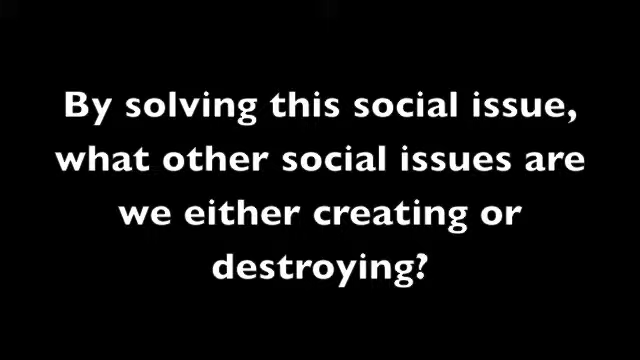 By solving this social issue,
what other social issues are
we either creating or
destroying?